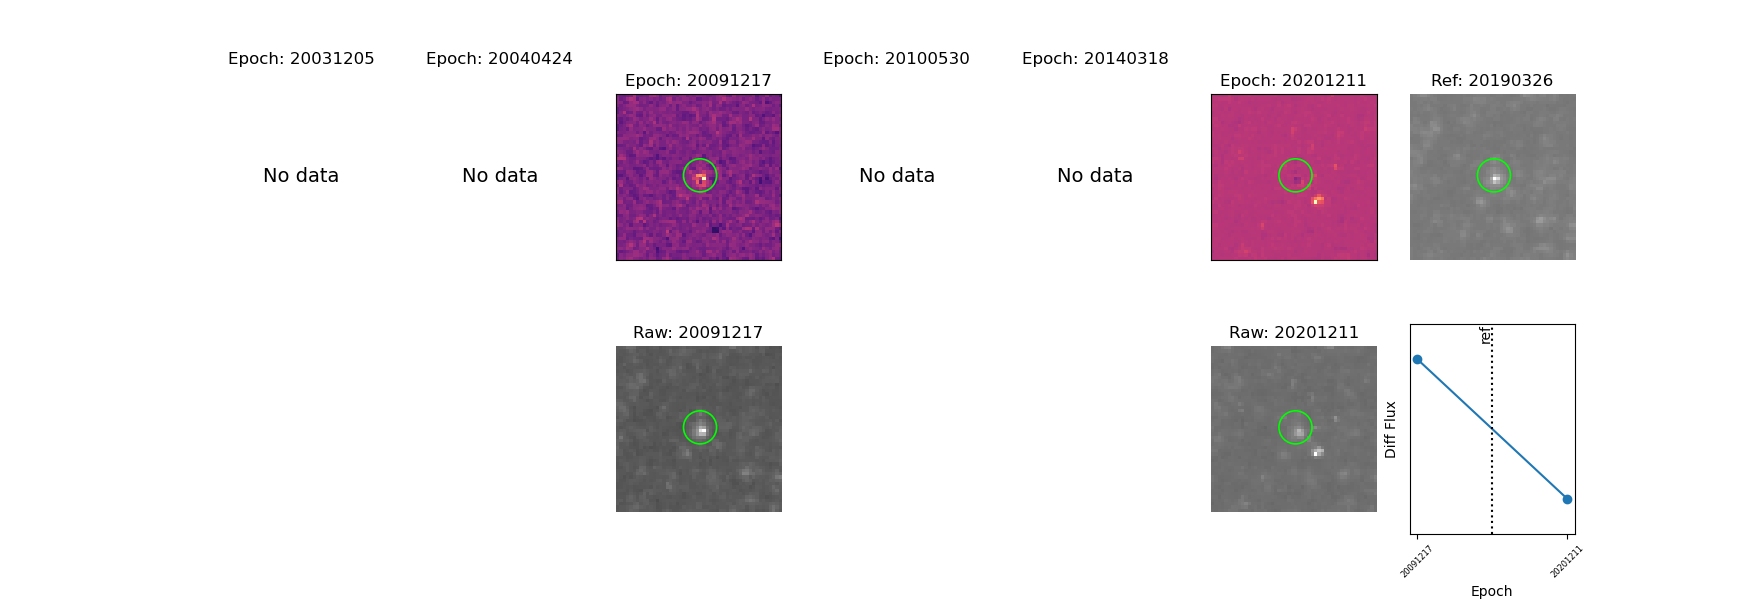 Epoch: 20031205
Epoch: 20040424
Epoch: 20091217
Epoch: 20100530
Epoch: 20140318
Epoch: 20201211
Ref: 20190326
No data
No data
No data
No data
Raw: 20091217
Raw: 20201211
ref
Diff Flux
20091217
20201211
Epoch